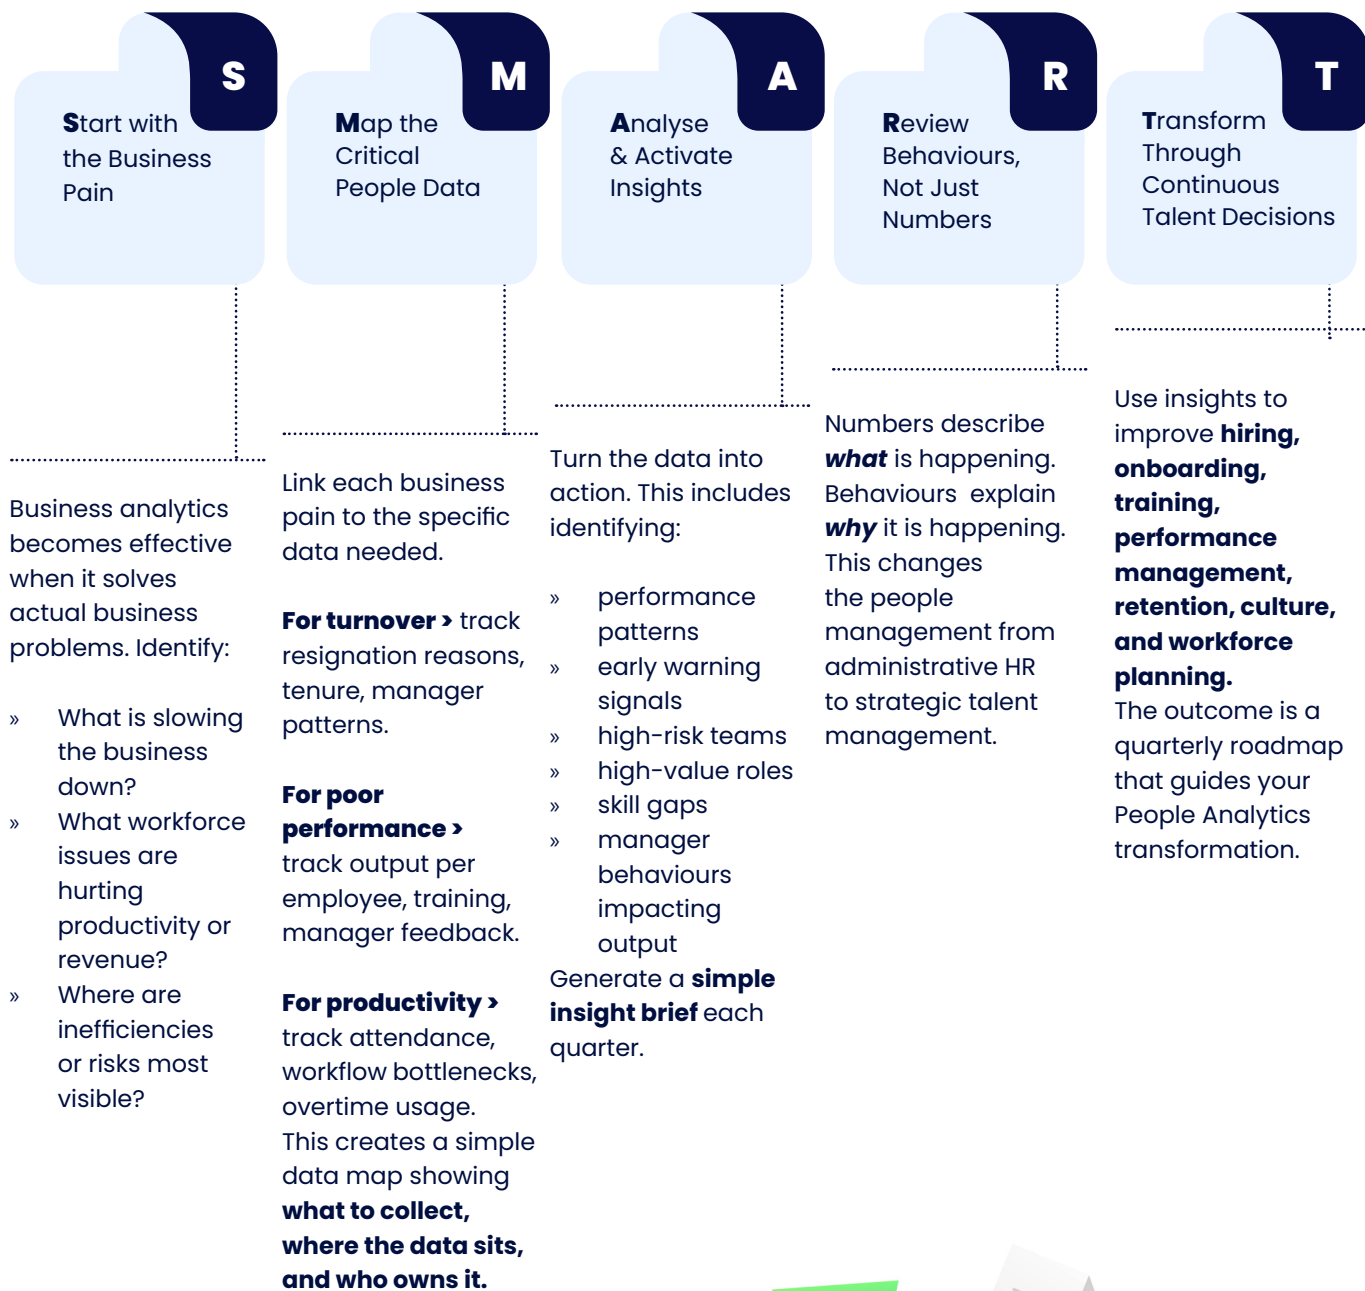 S
Start with
the Business
Pain
Business analytics
becomes effective
when it solves
actual business
problems. Identify:
» What is slowing
the business
down?
» What workforce
issues are
hurting
productivity or
revenue?
» Where are
inefficiencies
or risks most
visible?
M
Map the
Critical
People Data
Link each business
pain to the specific
data needed.
For turnover > track
resignation reasons,
tenure, manager
patterns.
For poor
performance >
track output per
employee, training,
manager feedback.
For productivity >
track attendance,
workflow bottlenecks,
overtime usage.
This creates a simple
data map showing
what to collect,
where the data sits,
and who owns it.
A
Analyse
& Activate
Insights
Turn the data into
action. This includes
identifying:
» performance
patterns
» early warning
signals
» high-risk teams
» high-value roles
» skill gaps
» manager
behaviours
impacting
output
Generate a simple
insight brief each
quarter.
R
Review
Behaviours,
Not Just
Numbers
Numbers describe
what is happening.
Behaviours explain
why it is happening.
This changes
the people
management from
administrative HR
to strategic talent
management.
T
Transform
Through
Continuous
Talent Decisions
Use insights to
improve hiring,
onboarding,
training,
performance
management,
retention, culture,
and workforce
planning.
The outcome is a
quarterly roadmap
that guides your
People Analytics
transformation.